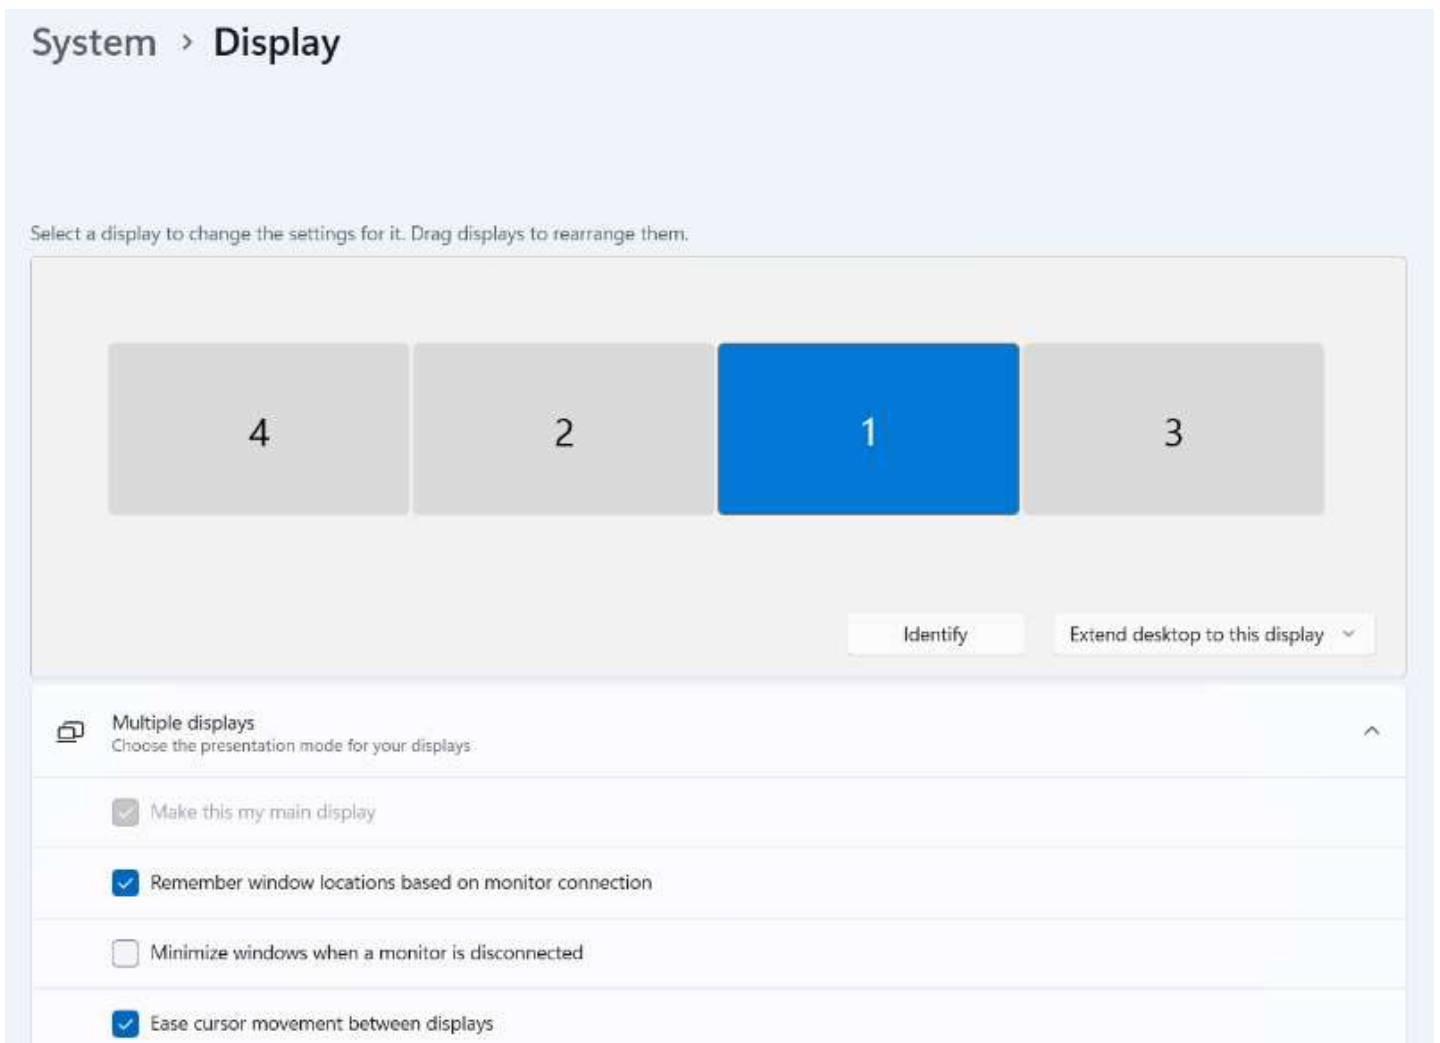 System > Display
Select a display to change the settings for it. Drag displays to rearrange them.
4 2 1 3
Identify Extend desktop to this display
Multiple displays
Choose the presentation mode for your displays
Make this my main display
Remember window locations based on monitor connection
Minimize windows when a monitor is disconnected
Ease cursor movement between displays